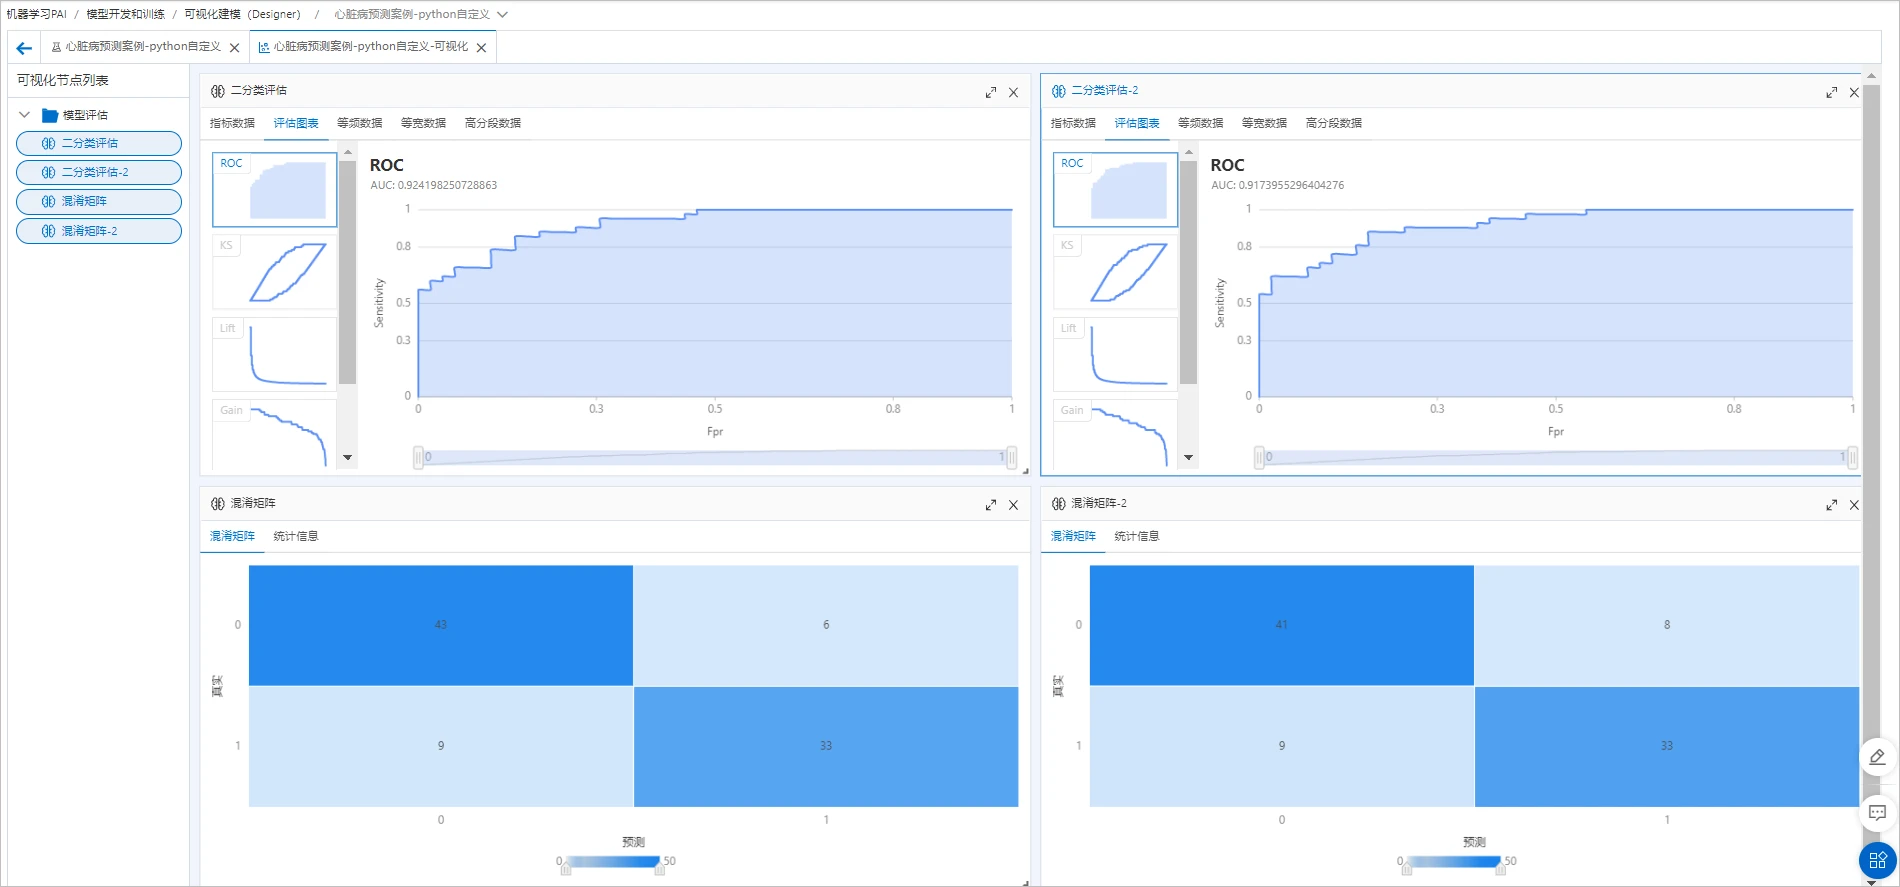 机器学习PAI / 模型开发和训练 / 可视化建模（Designer） / 心脏病预测案例-python自定义
心脏病预测案例-python自定义
心脏病预测案例-python自定义-可视化
可视化节点列表
模型评估
二分类评估
二分类评估-2
混淆矩阵
混淆矩阵-2
二分类评估
指标数据 评估图表 等频数据 等宽数据 高分段数据
ROC
KS
Lift
Gain
ROC
AUC: 0.924198250728863
1
0.8
0.5
0.3
0
Sensitivity
0 0.3 0.5 0.8 1
Fpr
0 1
二分类评估-2
指标数据 评估图表 等频数据 等宽数据 高分段数据
ROC
KS
Lift
Gain
ROC
AUC: 0.9173955296404276
1
0.8
0.5
0.3
0
Sensitivity
0 0.3 0.5 0.8 1
Fpr
0 1
混淆矩阵
混淆矩阵 统计信息
0 43 6
真实
1 9 33
0 1
预测
0 50
混淆矩阵-2
混淆矩阵 统计信息
0 41 8
真实
1 9 33
0 1
预测
0 50